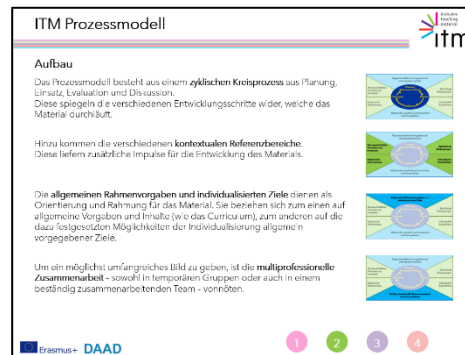 ITM Prozessmodell
inclusive
teaching
material
itm
Aufbau
Das Prozessmodell besteht aus einem zyklischen Kreisprozess aus Planung,
Einsatz, Evaluation und Diskussion.
Diese spiegeln die verschiedenen Entwicklungsschritte wider, welche das
Material durchläuft.
Hinzu kommen die verschiedenen kontextualen Referenzbereiche.
Diese liefern zusätzliche Impulse für die Entwicklung des Materials.
Die allgemeinen Rahmenvorgaben und individualisierten Ziele dienen als
Orientierung und Rahmung für das Material. Sie beziehen sich zum einen auf
allgemeine Vorgaben und Inhalte (wie das Curriculum), zum anderen auf die
dazu festgesetzten Möglichkeiten der Individualisierung allgemein
vorgegebener Ziele.
Um ein möglichst umfangreiches Bild zu geben, ist die multiprofessionelle
Zusammenarbeit - sowohl in temporären Gruppen oder auch in einem
beständig zusammenarbeitenden Team - vonnöten.
1 2 3 4
Erasmus+ DAAD